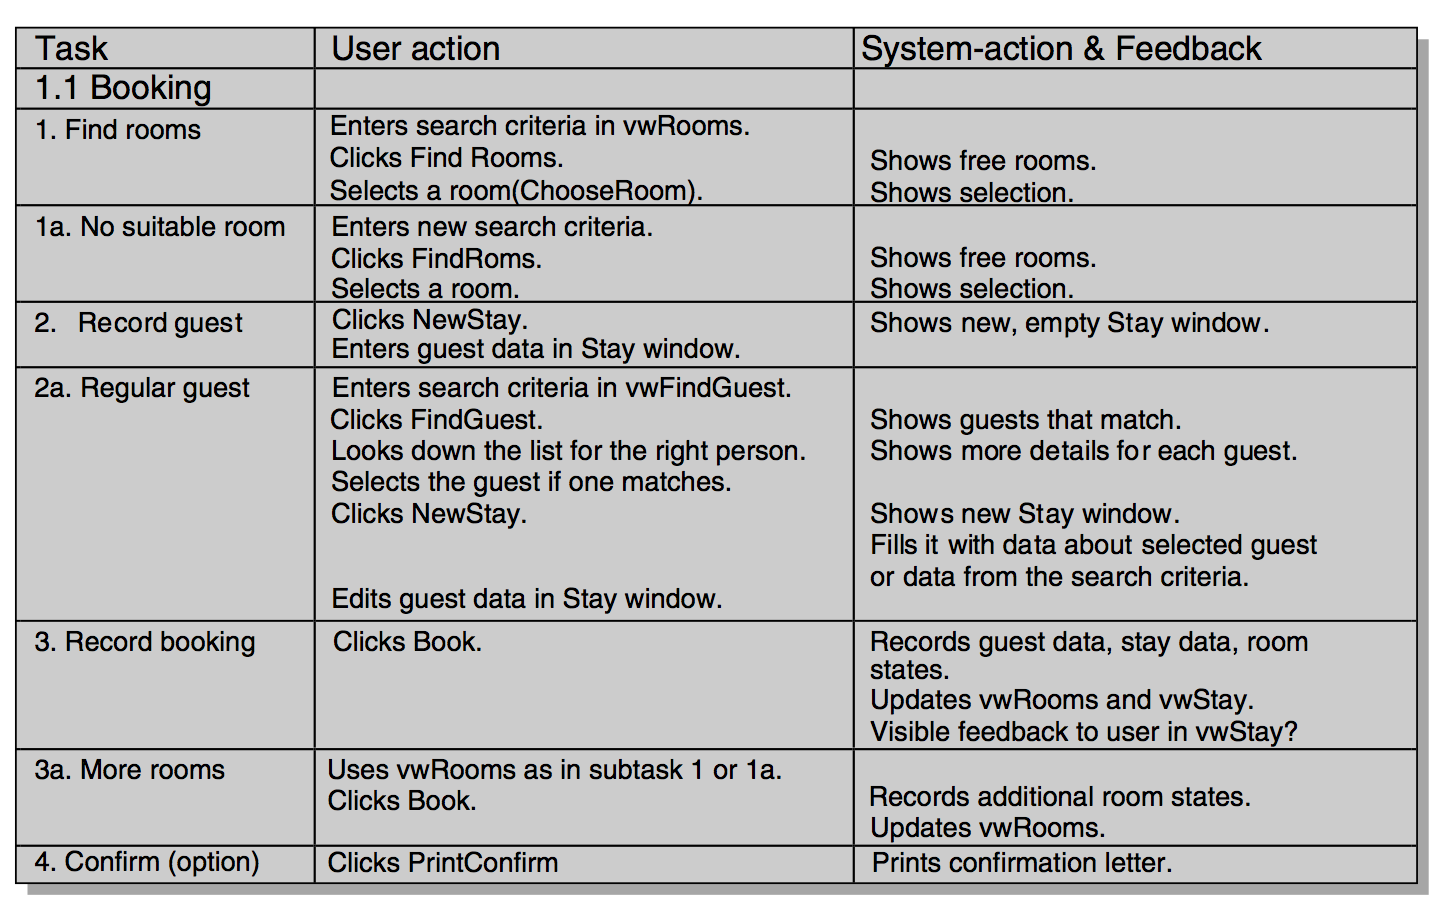 Task User action System-action & Feedback
1.1 Booking
1. Find rooms Enters search criteria in vwRooms.
Clicks Find Rooms. Shows free rooms.
Selects a room(ChooseRoom). Shows selection.
1a. No suitable room Enters new search criteria.
Clicks FindRoms. Shows free rooms.
Selects a room. Shows selection.
2. Record guest Clicks NewStay. Shows new, empty Stay window.
Enters guest data in Stay window.
2a. Regular guest Enters search criteria in vwFindGuest.
Clicks FindGuest. Shows guests that match.
Looks down the list for the right person. Shows more details for each guest.
Selects the guest if one matches.
Clicks NewStay. Shows new Stay window.
Fills it with data about selected guest
or data from the search criteria.
Edits guest data in Stay window.
3. Record booking Clicks Book. Records guest data, stay data, room
states.
Updates vwRooms and vwStay.
Visible feedback to user in vwStay?
3a. More rooms Uses vwRooms as in subtask 1 or 1a.
Clicks Book. Records additional room states.
Updates vwRooms.
4. Confirm (option) Clicks PrintConfirm Prints confirmation letter.